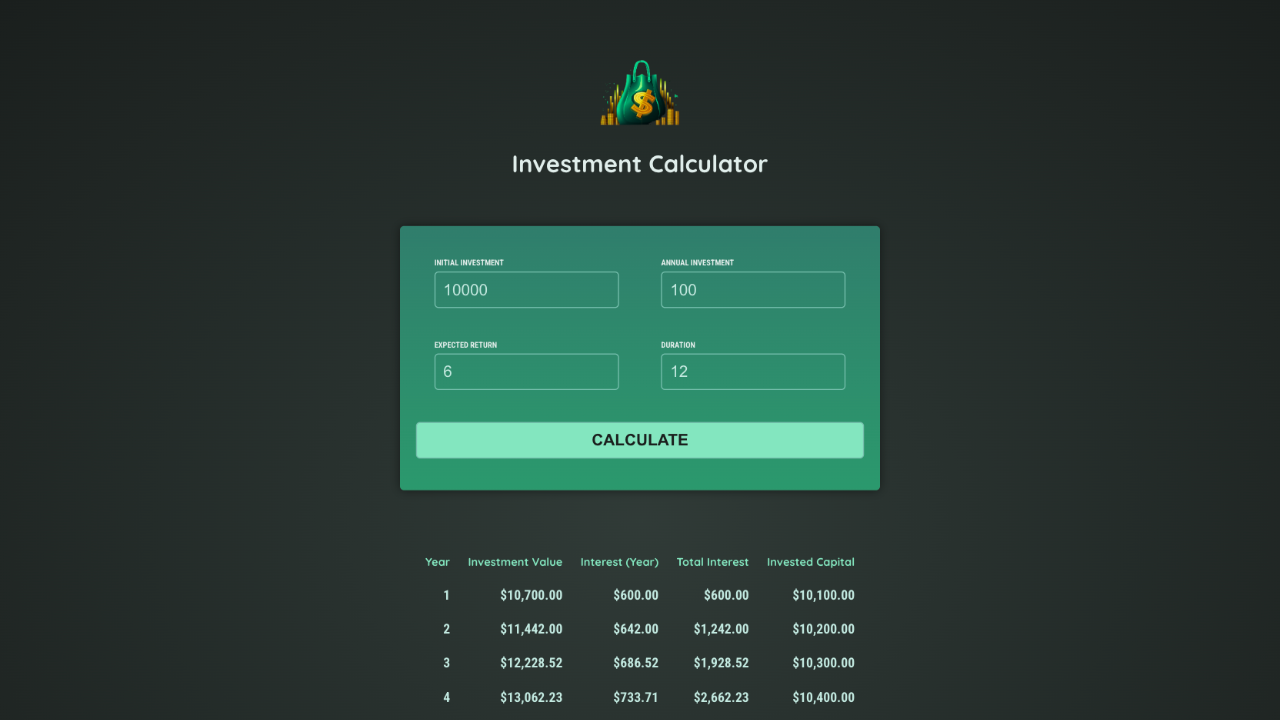 $
Investment Calculator
INITIAL INVESTMENT ANNUAL INVESTMENT
10000 100
EXPECTED RETURN DURATION
6 12
CALCULATE
Year Investment Value Interest (Year) Total Interest Invested Capital
1 $10,700.00 $600.00 $600.00 $10,100.00
2 $11,442.00 $642.00 $1,242.00 $10,200.00
3 $12,228.52 $686.52 $1,928.52 $10,300.00
4 $13,062.23 $733.71 $2,662.23 $10,400.00